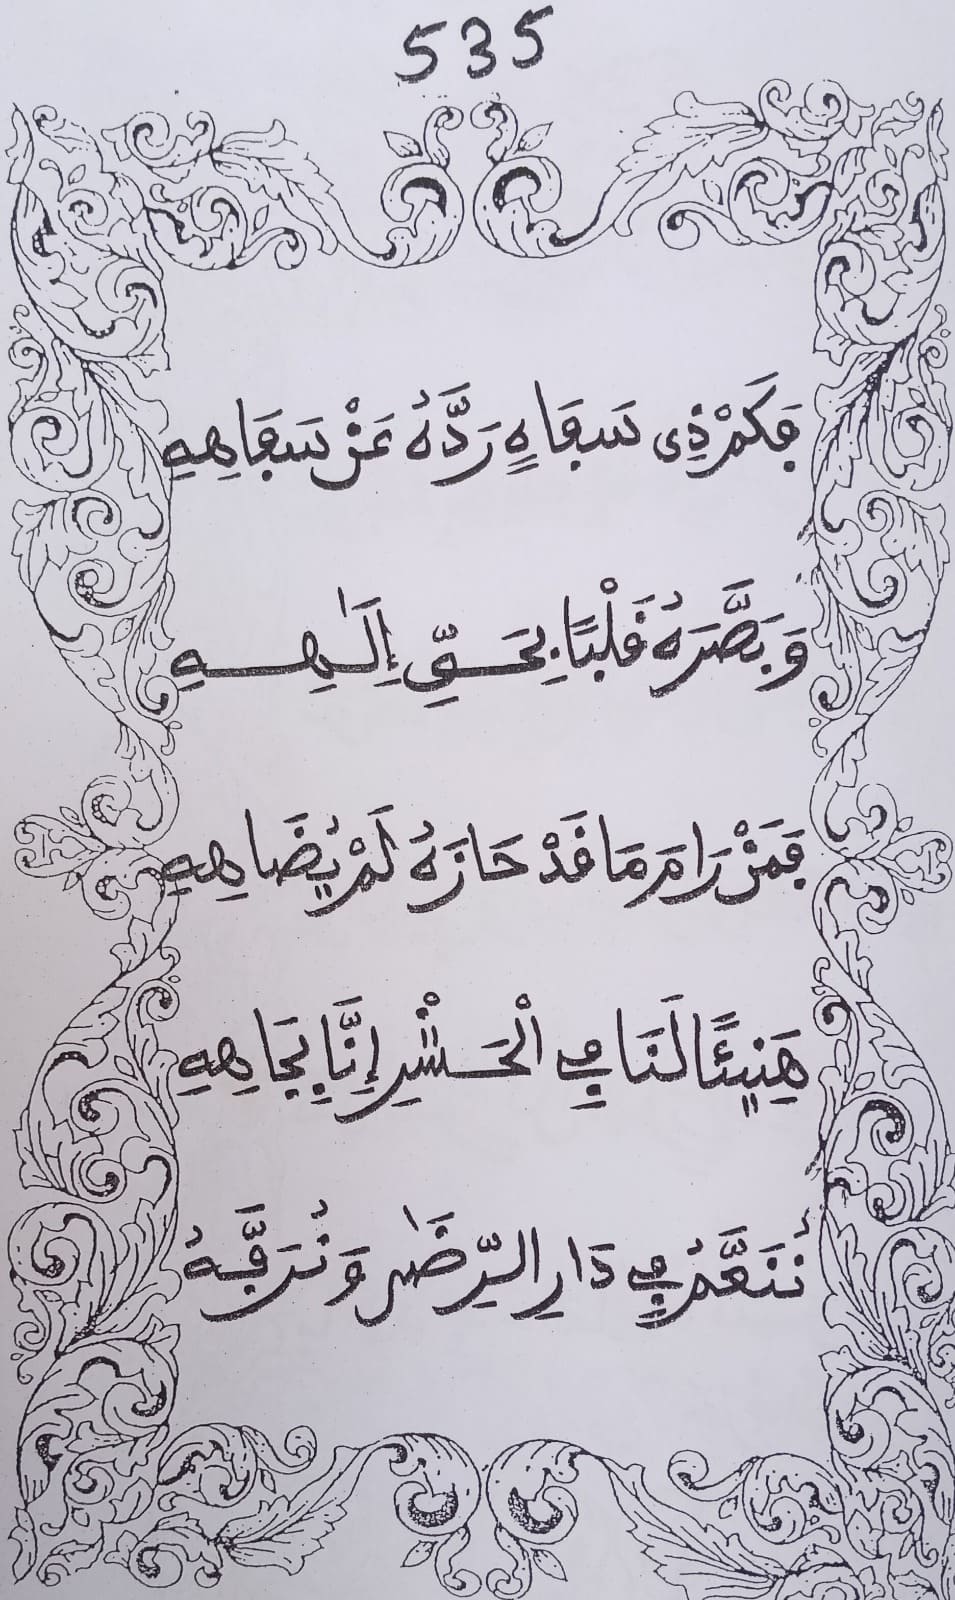 535
فَكَمْ ذِي سَفَاهٍ رَدَّهُ عَنْ سَفَاهِهِ
وَبَصَّرَهُ قَلْبًا بِحَقِّ إِلَٰهِهِ
فَمَنْ رَامَ مَا قَدْ حَازَهُ لَمْ يُضَاهِهِ
هَنِيئًا لَنَا فِي الْحَشْرِ إِنَّا بِجَاهِهِ
نُنَعَّمُ فِي دَارِ الرِّضَىٰ وَنُرَفَّهُ